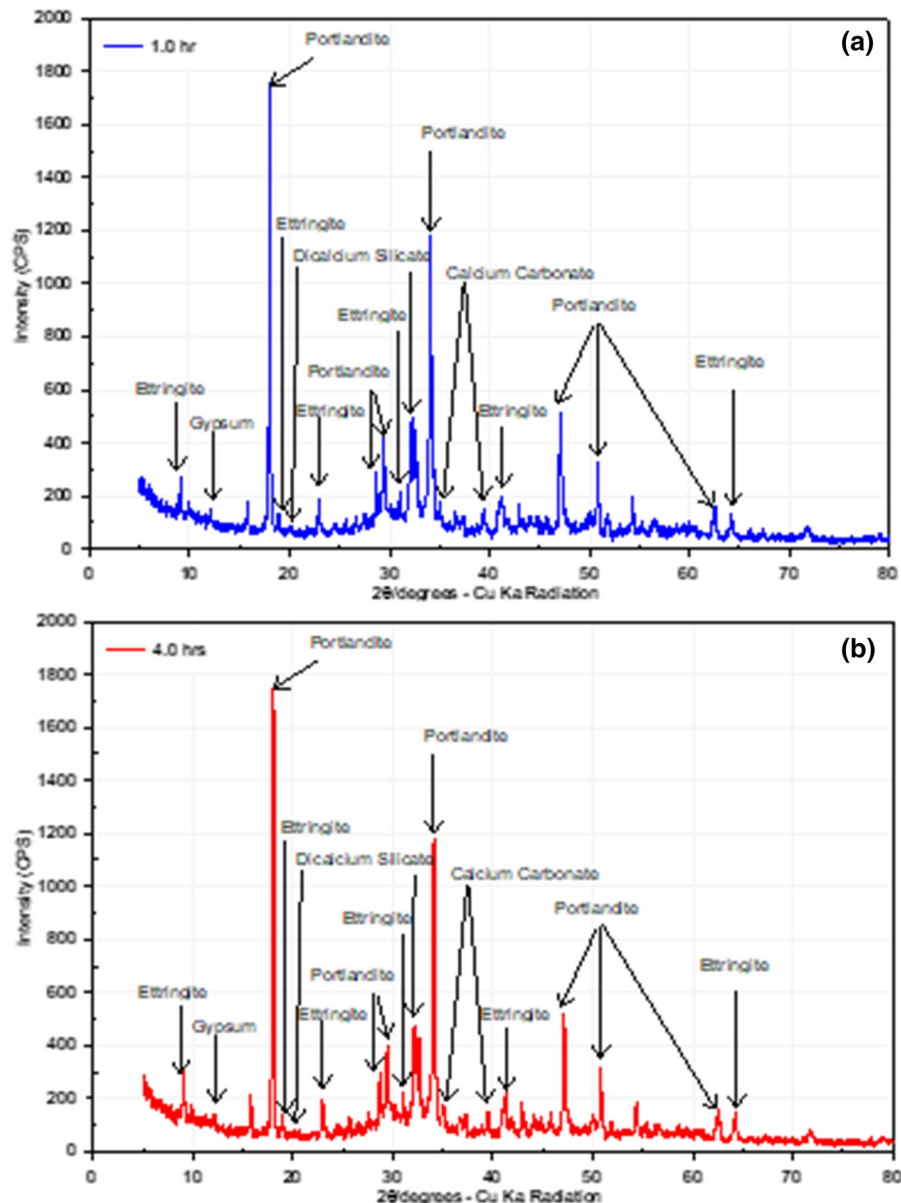 2000
(a)
1.0 hr
Portlandite
1800
1600
Portlandite
1400
Ettringite
1200
Dicalcium Silicate
Calcium Carbonate
1000
Ettringite
Portlandite
800
Portlandite
Ettringite
600
Ettringite
Gypsum
Ettringite
Ettringite
400
200
0
Intensity (CPS)
0 10 20 30 40 50 60 70 80
2θ/degrees - Cu Ka Radiation
2000
(b)
4.0 hrs
Portlandite
1800
1600
Portlandite
1400
Ettringite
1200
Dicalcium Silicate
Calcium Carbonate
1000
Ettringite
Portlandite
800
Portlandite
Ettringite
600
Ettringite
Gypsum
Ettringite
Ettringite
400
200
0
Intensity (CPS)
0 10 20 30 40 50 60 70 80
2θ/degrees - Cu Ka Radiation